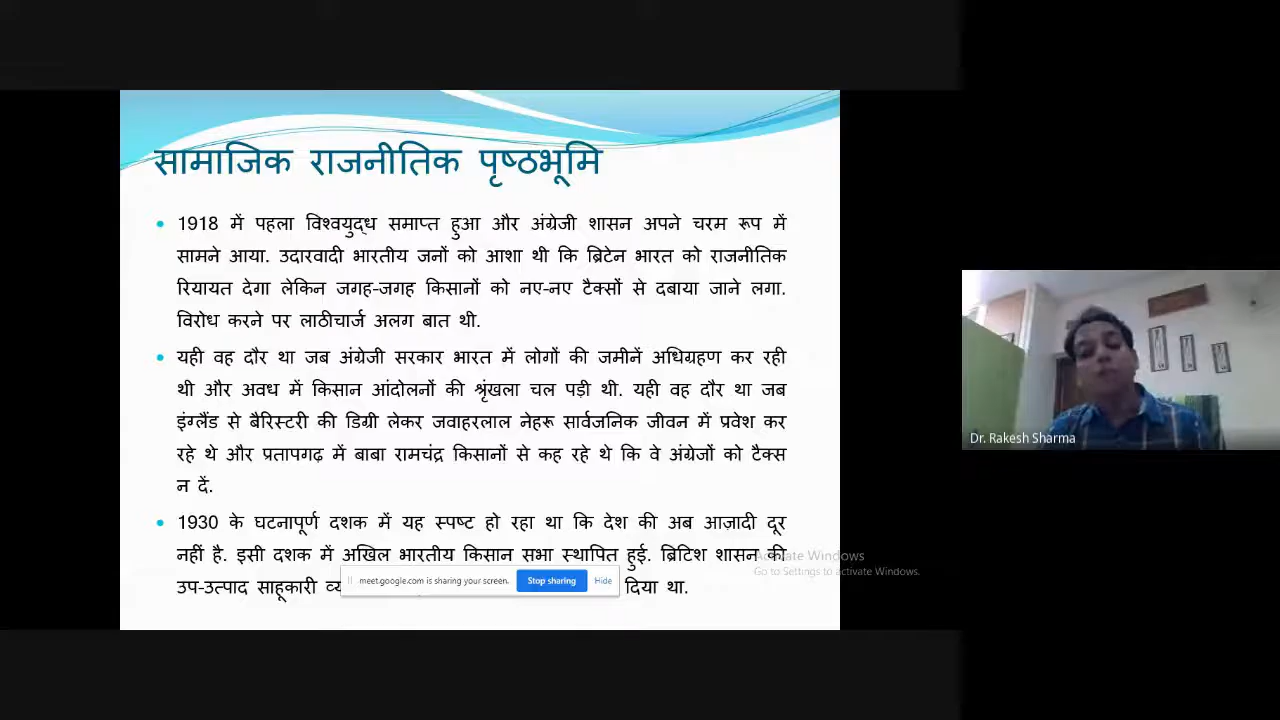 सामाजिक राजनीतिक पृष्ठभूमि
1918 में पहला विश्वयुद्ध समाप्त हुआ और अंग्रेजी शासन अपने चरम रूप में
सामने आया. उदारवादी भारतीय जनों को आशा थी कि ब्रिटेन भारत को राजनीतिक
रियायत देगा लेकिन जगह-जगह किसानों को नए-नए टैक्सों से दबाया जाने लगा.
विरोध करने पर लाठीचार्ज अलग बात थी.
यही वह दौर था जब अंग्रेजी सरकार भारत में लोगों की जमीनें अधिग्रहण कर रही
थी और अवध में किसान आंदोलनों की श्रृंखला चल पड़ी थी. यही वह दौर था जब
इंग्लैंड से बैरिस्टरी की डिग्री लेकर जवाहरलाल नेहरू सार्वजनिक जीवन में प्रवेश कर
रहे थे और प्रतापगढ़ में बाबा रामचंद्र किसानों से कह रहे थे कि वे अंग्रेजों को टैक्स
न दें.
1930 के घटनापूर्ण दशक में यह स्पष्ट हो रहा था कि देश की अब आज़ादी दूर
नहीं है. इसी दशक में अखिल भारतीय किसान सभा स्थापित हुई. ब्रिटिश शासन की
उप-उत्पाद साहूकारी दिया था.
meet.google.com is sharing your screen.
Stop sharing
Hide
Activate Windows
Go to Settings to activate Windows.
Dr. Rakesh Sharma